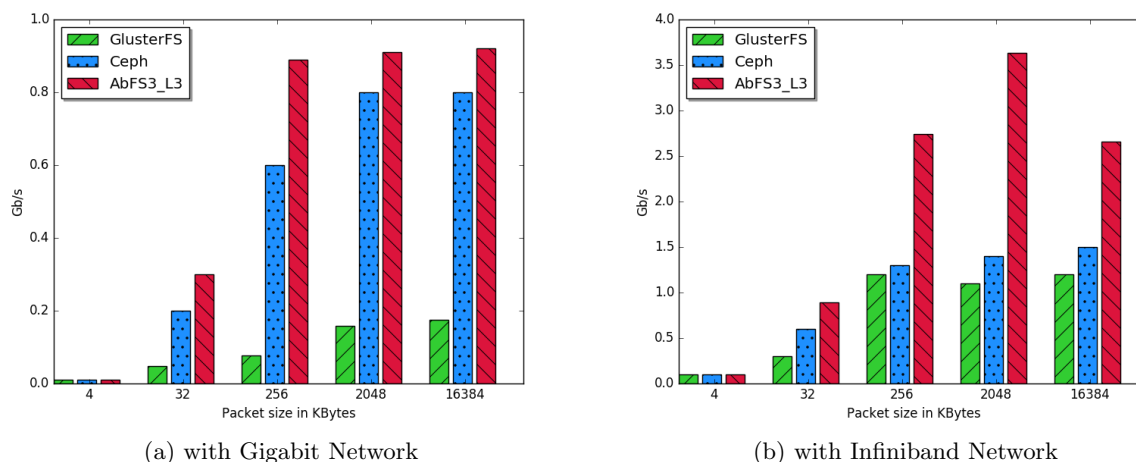 1.0
0.8
0.6
0.4
0.2
0.0
Gb/s
GlusterFS
Ceph
AbFS3_L3
4 32 256 2048 16384
Packet size in KBytes
(a) with Gigabit Network
4.0
3.5
3.0
2.5
2.0
1.5
1.0
0.5
0.0
Gb/s
GlusterFS
Ceph
AbFS3_L3
4 32 256 2048 16384
Packet size in KBytes
(b) with Infiniband Network